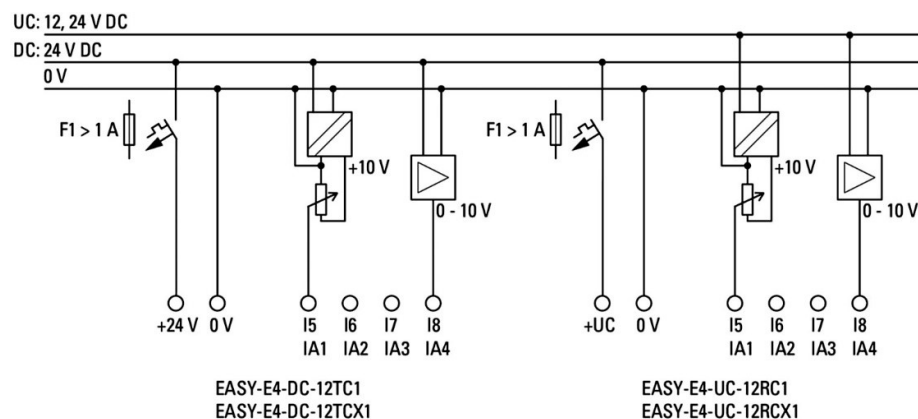 UC: 12, 24 V DC
DC: 24 V DC
0 V
F1 > 1 A
+10 V
0 - 10 V
F1 > 1 A
+10 V
0 - 10 V
+24 V 0 V I5 I6 I7 I8
IA1 IA2 IA3 IA4
+UC 0 V I5 I6 I7 I8
IA1 IA2 IA3 IA4
EASY-E4-DC-12TC1
EASY-E4-DC-12TCX1
EASY-E4-UC-12RC1
EASY-E4-UC-12RCX1